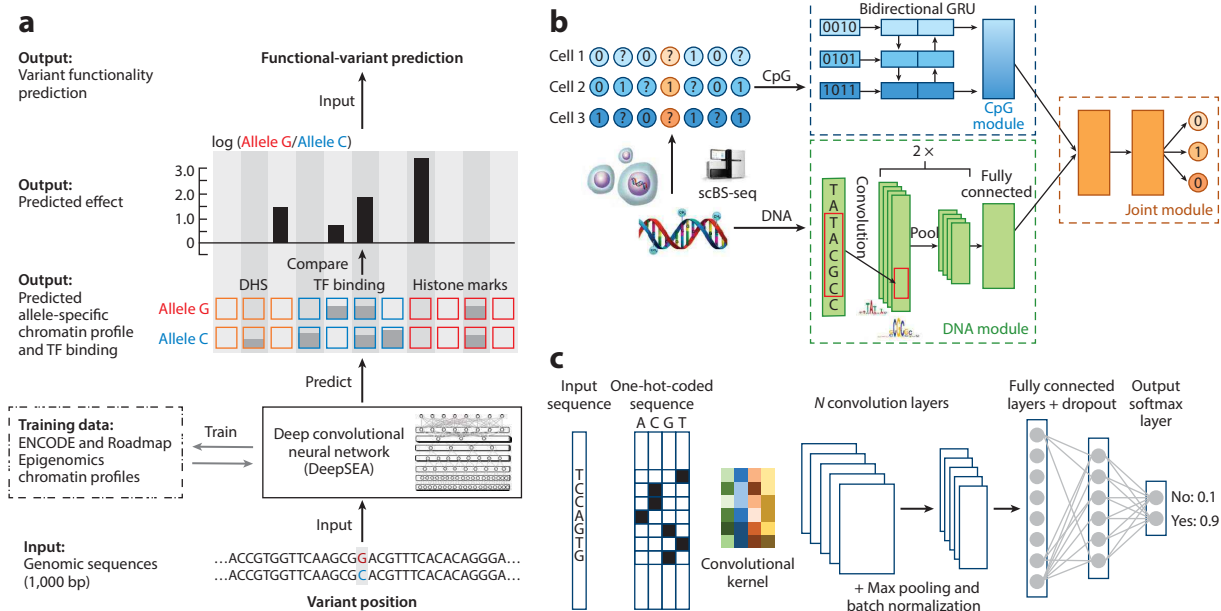 a
Output:
Variant functionality
prediction
Functional-variant prediction
Input
log (Allele G/Allele C)
Output:
Predicted effect
3.0
2.0
1.0
0
Compare
Output:
Predicted
allele-specific
chromatin profile
and TF binding
DHS
TF binding
Histone marks
Allele G
Allele C
Predict
Training data:
ENCODE and Roadmap
Epigenomics
chromatin profiles
Train
Deep convolutional
neural network
(DeepSEA)
Input
Input:
Genomic sequences
(1,000 bp)
...ACCGTGGTTCAAGCGGGACGTTTCACACAGGGA...
...ACCGTGGTTCAAGCGCACGTTTCACACAGGGA...
Variant position
b
Cell 1 0 ? 0 ? 1 0 ?
Cell 2 0 1 ? 1 ? 0 1
Cell 3 1 ? 0 ? 1 ? 1
CpG
scBS-seq
DNA
Bidirectional GRU
0010
0101
1011
CpG
module
2 ×
Convolution
TATACGCC
Pool
Fully
connected
DNA module
0
1
0
Joint module
c
Input
sequence
TCCAGTG
One-hot-coded
sequence
A C G T
Convolutional
kernel
N convolution layers
+ Max pooling and
batch normalization
Fully connected
layers + dropout
Output
softmax
layer
No: 0.1
Yes: 0.9